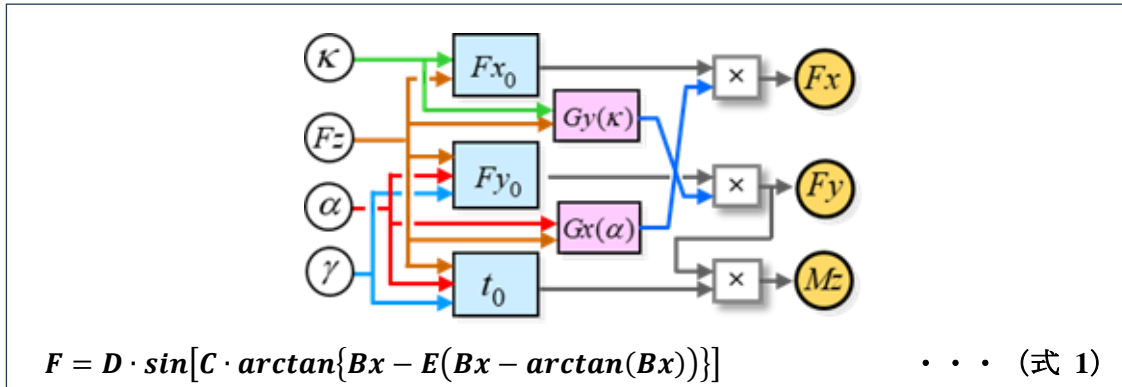 κ
Fx₀
×
Fx
Gy(κ)
Fz
Fy₀
×
Fy
α
Gx(α)
γ
t₀
×
Mz
F = D · sin[C · arctan{Bx − E(Bx − arctan(Bx))}] ・・・ (式 1)